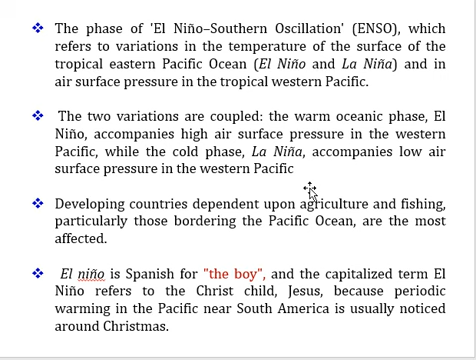 ❖ The phase of 'El Niño–Southern Oscillation' (ENSO), which
refers to variations in the temperature of the surface of the
tropical eastern Pacific Ocean (El Niño and La Niña) and in
air surface pressure in the tropical western Pacific.
❖ The two variations are coupled: the warm oceanic phase, El
Niño, accompanies high air surface pressure in the western
Pacific, while the cold phase, La Niña, accompanies low air
surface pressure in the western Pacific
❖ Developing countries dependent upon agriculture and fishing,
particularly those bordering the Pacific Ocean, are the most
affected.
❖ El niño is Spanish for "the boy", and the capitalized term El
Niño refers to the Christ child, Jesus, because periodic
warming in the Pacific near South America is usually noticed
around Christmas.